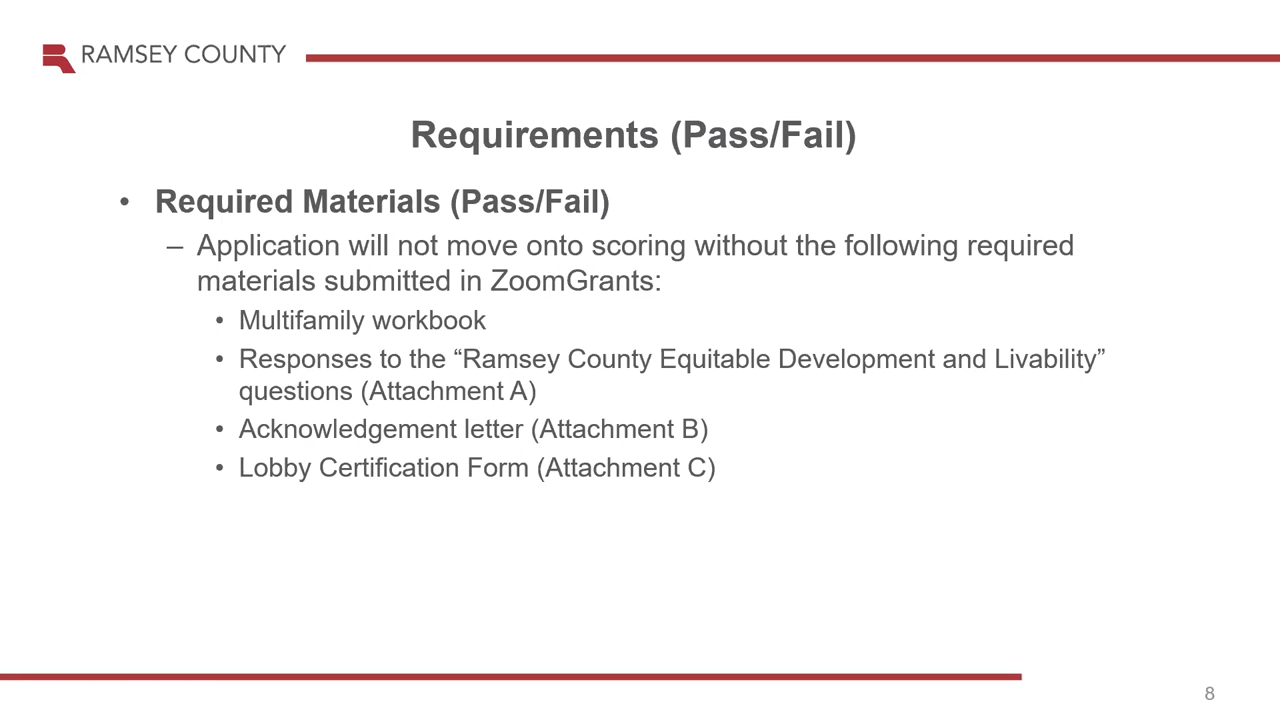 RAMSEY COUNTY
Requirements (Pass/Fail)
• Required Materials (Pass/Fail)
– Application will not move onto scoring without the following required
materials submitted in ZoomGrants:
• Multifamily workbook
• Responses to the “Ramsey County Equitable Development and Livability”
questions (Attachment A)
• Acknowledgement letter (Attachment B)
• Lobby Certification Form (Attachment C)
8